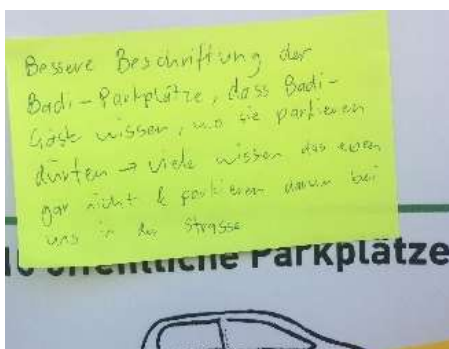 Bessere Beschriftung der
Badi-Parkplätze, dass Badi-
Gäste wissen, wo sie parkieren
dürfen → viele wissen das eben
gar nicht & parkieren darum bei
uns in der Strasse
10 öffentliche Parkplätze